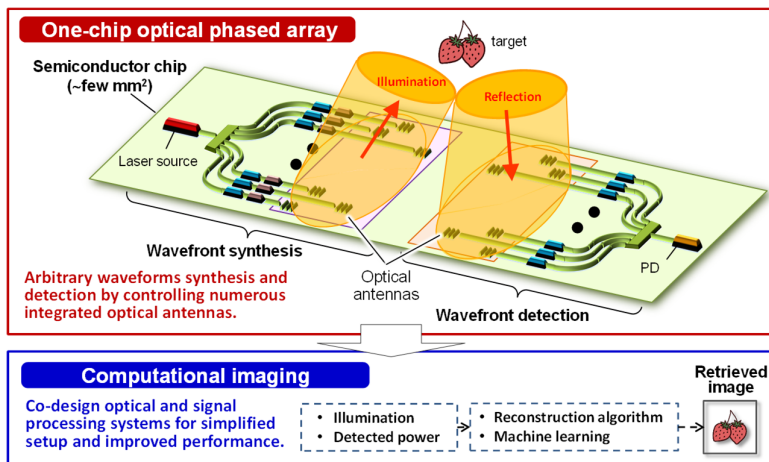 One-chip optical phased array
target
Semiconductor chip
(~few mm²)
Illumination
Reflection
Laser source
Wavefront synthesis
Optical
antennas
PD
Wavefront detection
Arbitrary waveforms synthesis and
detection by controlling numerous
integrated optical antennas.
Computational imaging
Retrieved
image
Co-design optical and signal
processing systems for simplified
setup and improved performance.
• Illumination
• Detected power
• Reconstruction algorithm
• Machine learning